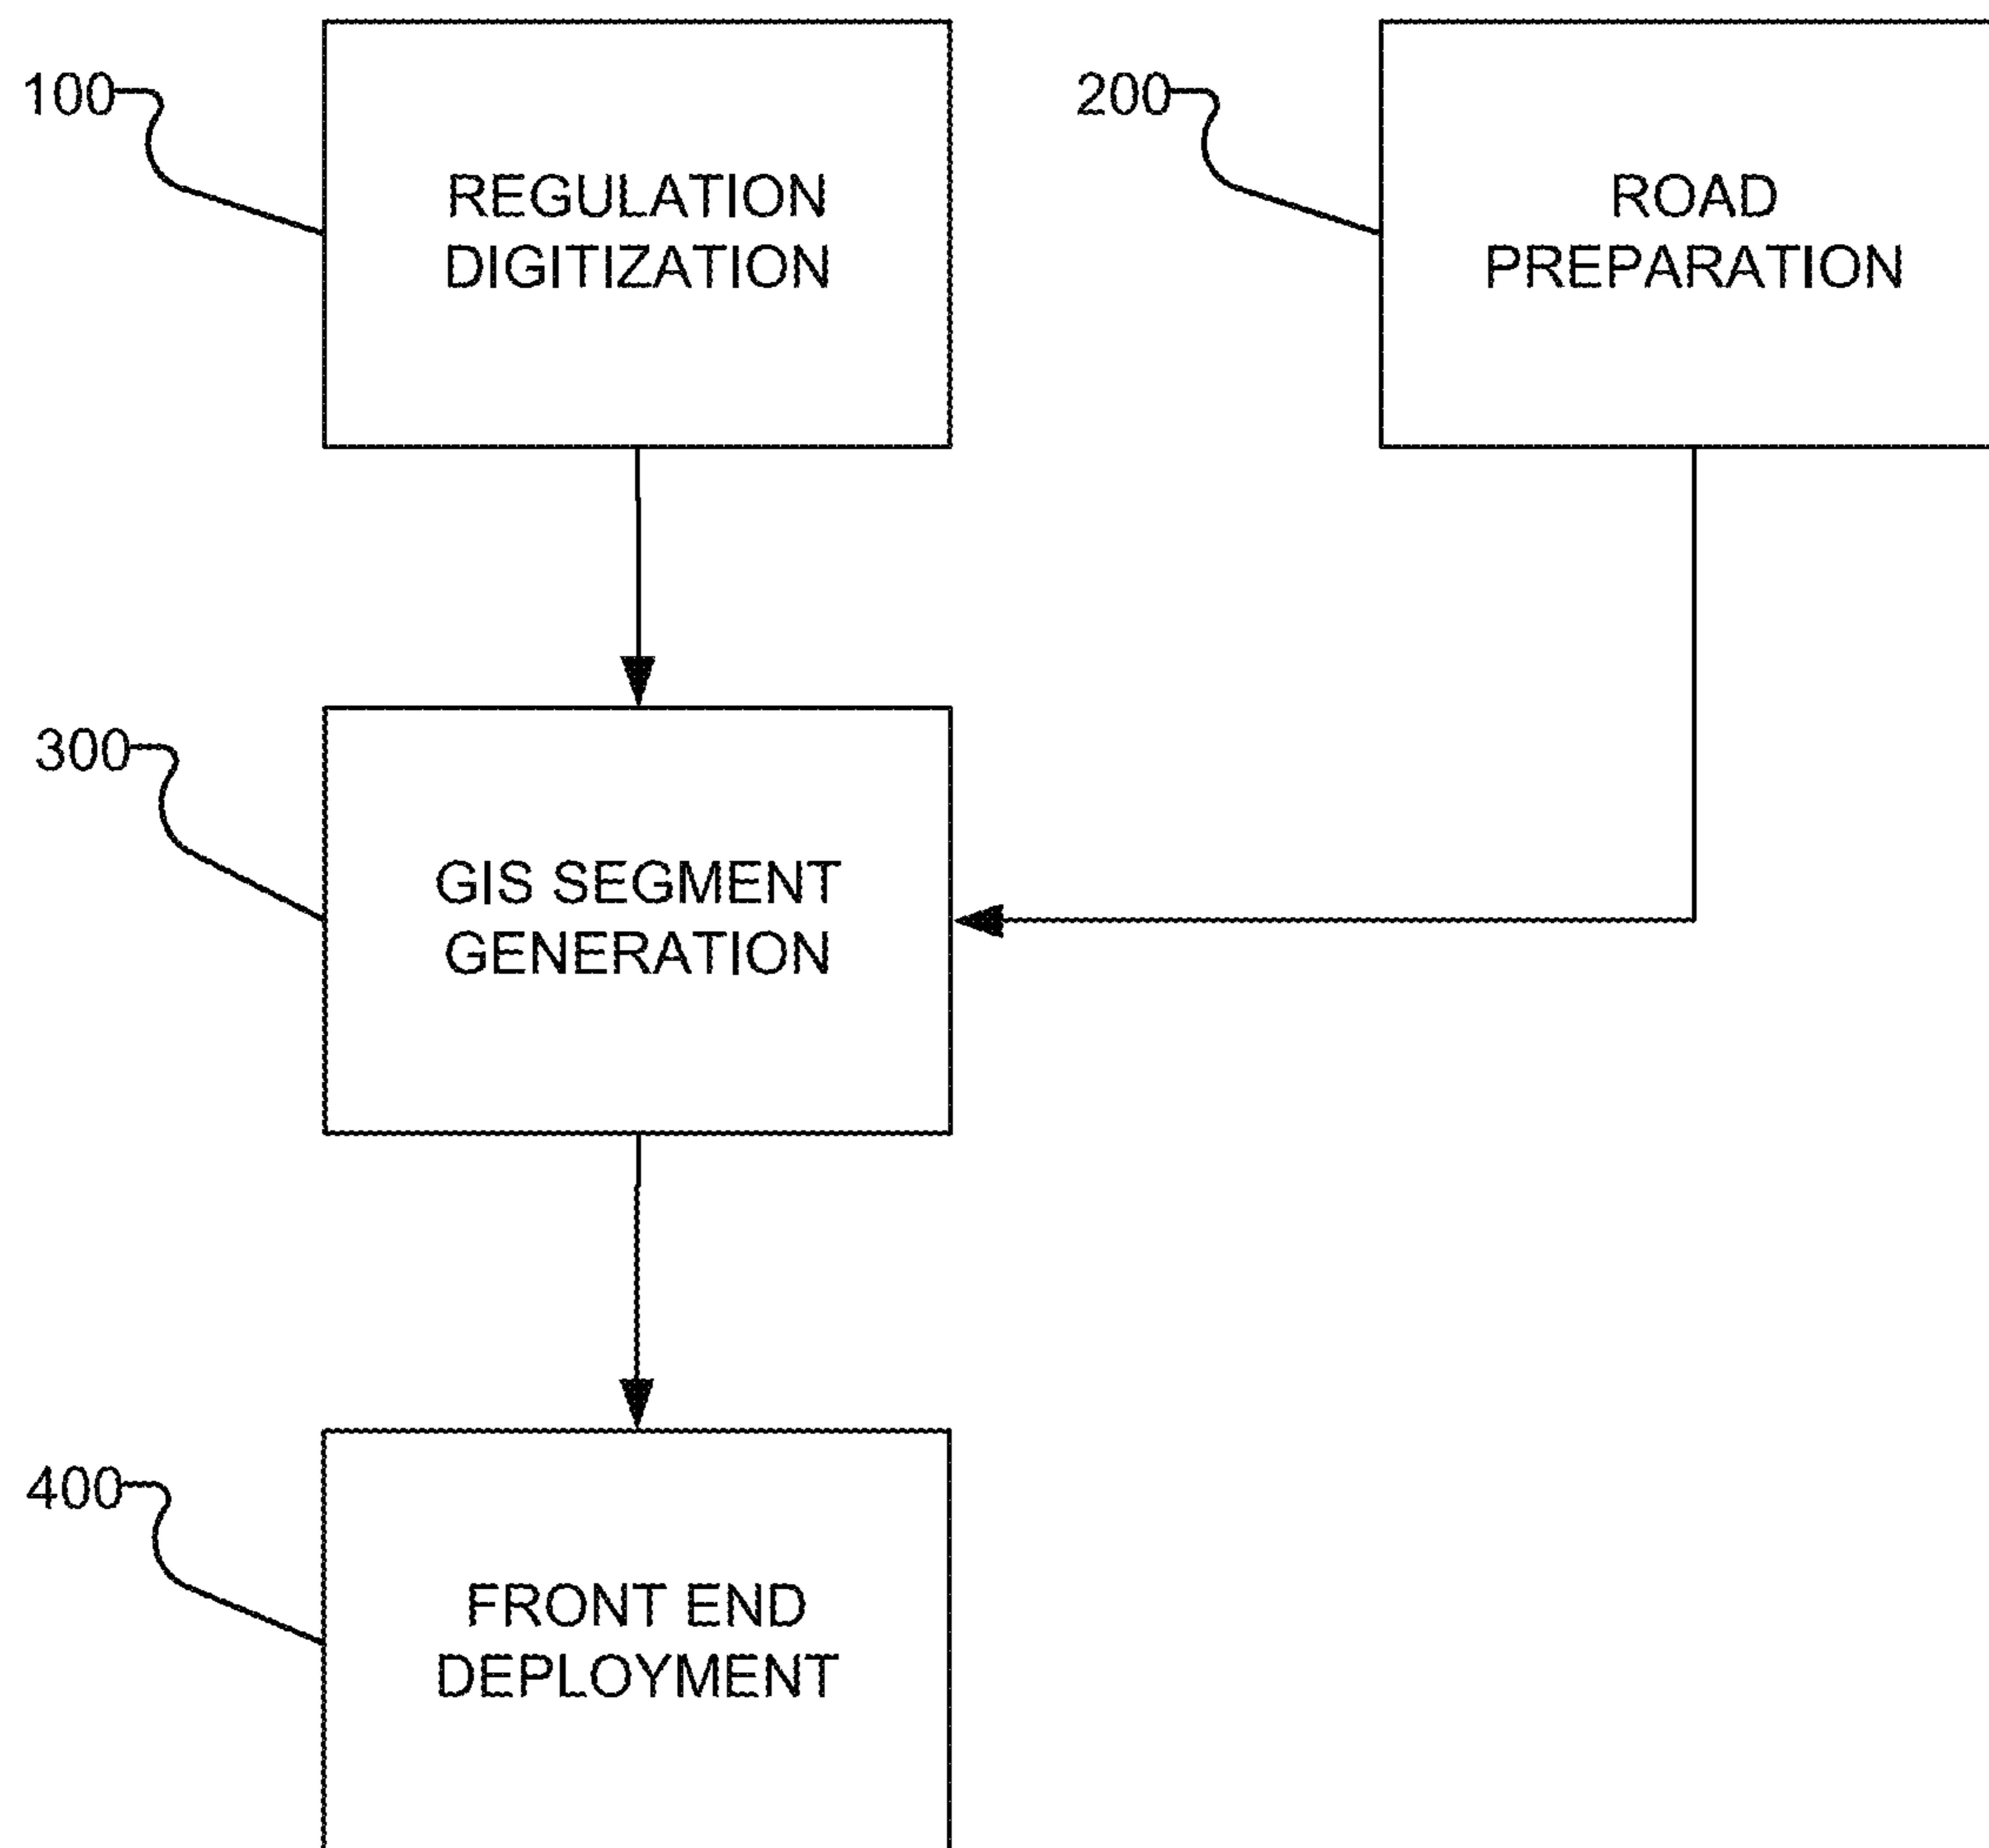 100
REGULATION
DIGITIZATION
200
ROAD
PREPARATION
300
GIS SEGMENT
GENERATION
400
FRONT END
DEPLOYMENT